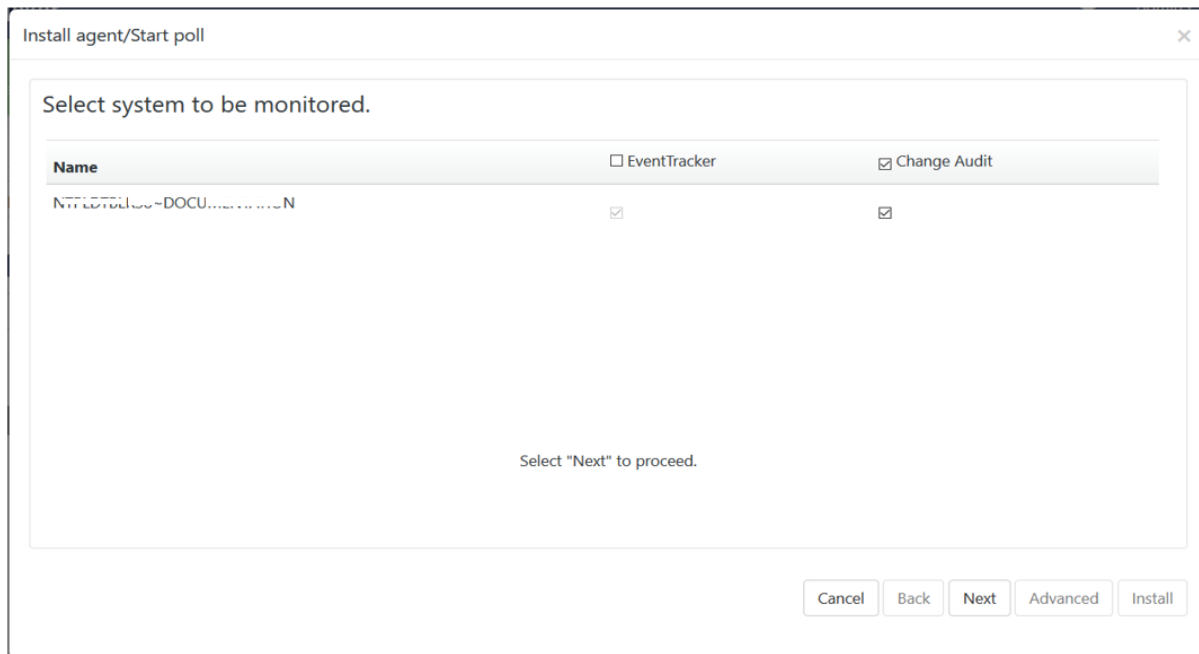 Install agent/Start poll
Select system to be monitored.
Name EventTracker Change Audit
Select "Next" to proceed.
Cancel Back Next Advanced Install